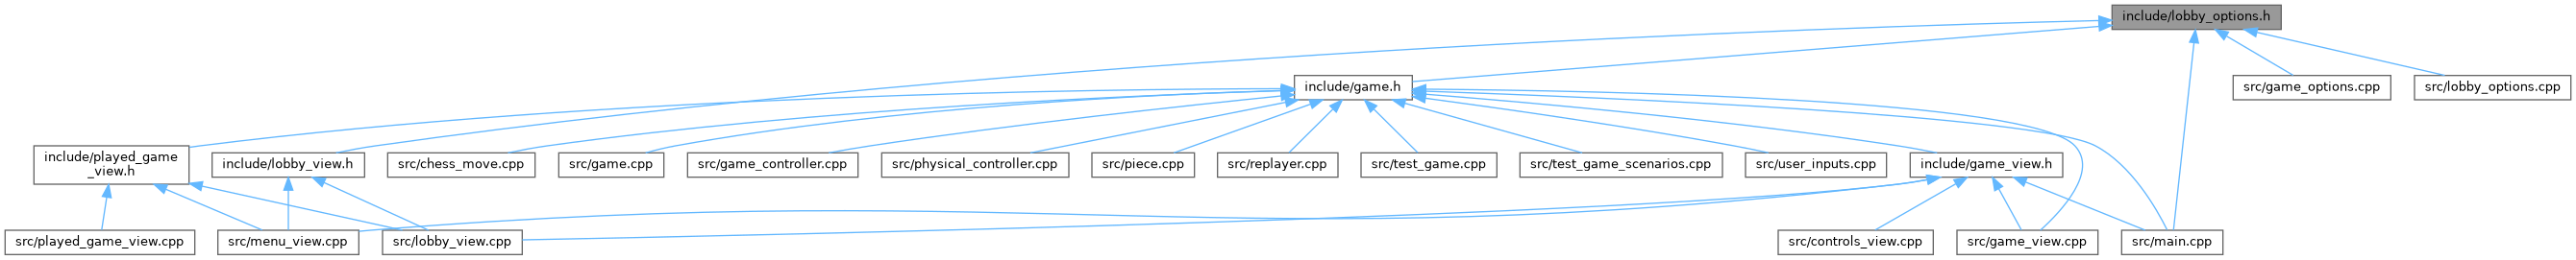 include/lobby_options.h
include/game.h
src/game_options.cpp
src/lobby_options.cpp
include/played_game
_view.h
include/lobby_view.h
src/chess_move.cpp
src/game.cpp
src/game_controller.cpp
src/physical_controller.cpp
src/piece.cpp
src/replayer.cpp
src/test_game.cpp
src/test_game_scenarios.cpp
src/user_inputs.cpp
include/game_view.h
src/played_game_view.cpp
src/menu_view.cpp
src/lobby_view.cpp
src/controls_view.cpp
src/game_view.cpp
src/main.cpp